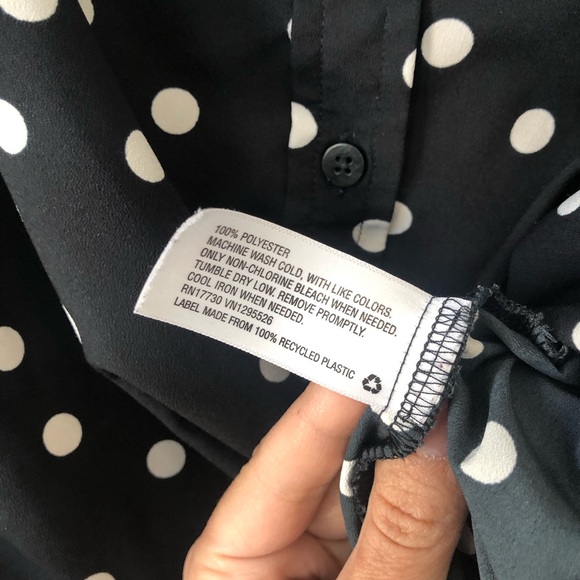 100% POLYESTER
MACHINE WASH COLD. WITH LIKE COLORS.
ONLY NON-CHLORINE BLEACH WHEN NEEDED.
TUMBLE DRY LOW. REMOVE PROMPTLY.
COOL IRON WHEN NEEDED.
RN17730 VN1295526
LABEL MADE FROM 100% RECYCLED PLASTIC